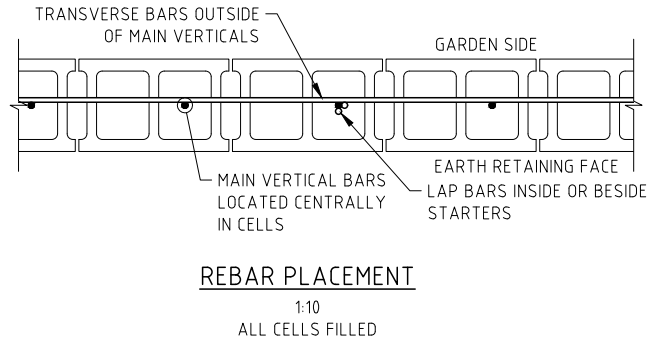 TRANSVERSE BARS OUTSIDE
OF MAIN VERTICALS
GARDEN SIDE
EARTH RETAINING FACE
MAIN VERTICAL BARS
LOCATED CENTRALLY
IN CELLS
LAP BARS INSIDE OR BESIDE
STARTERS
REBAR PLACEMENT
1:10
ALL CELLS FILLED